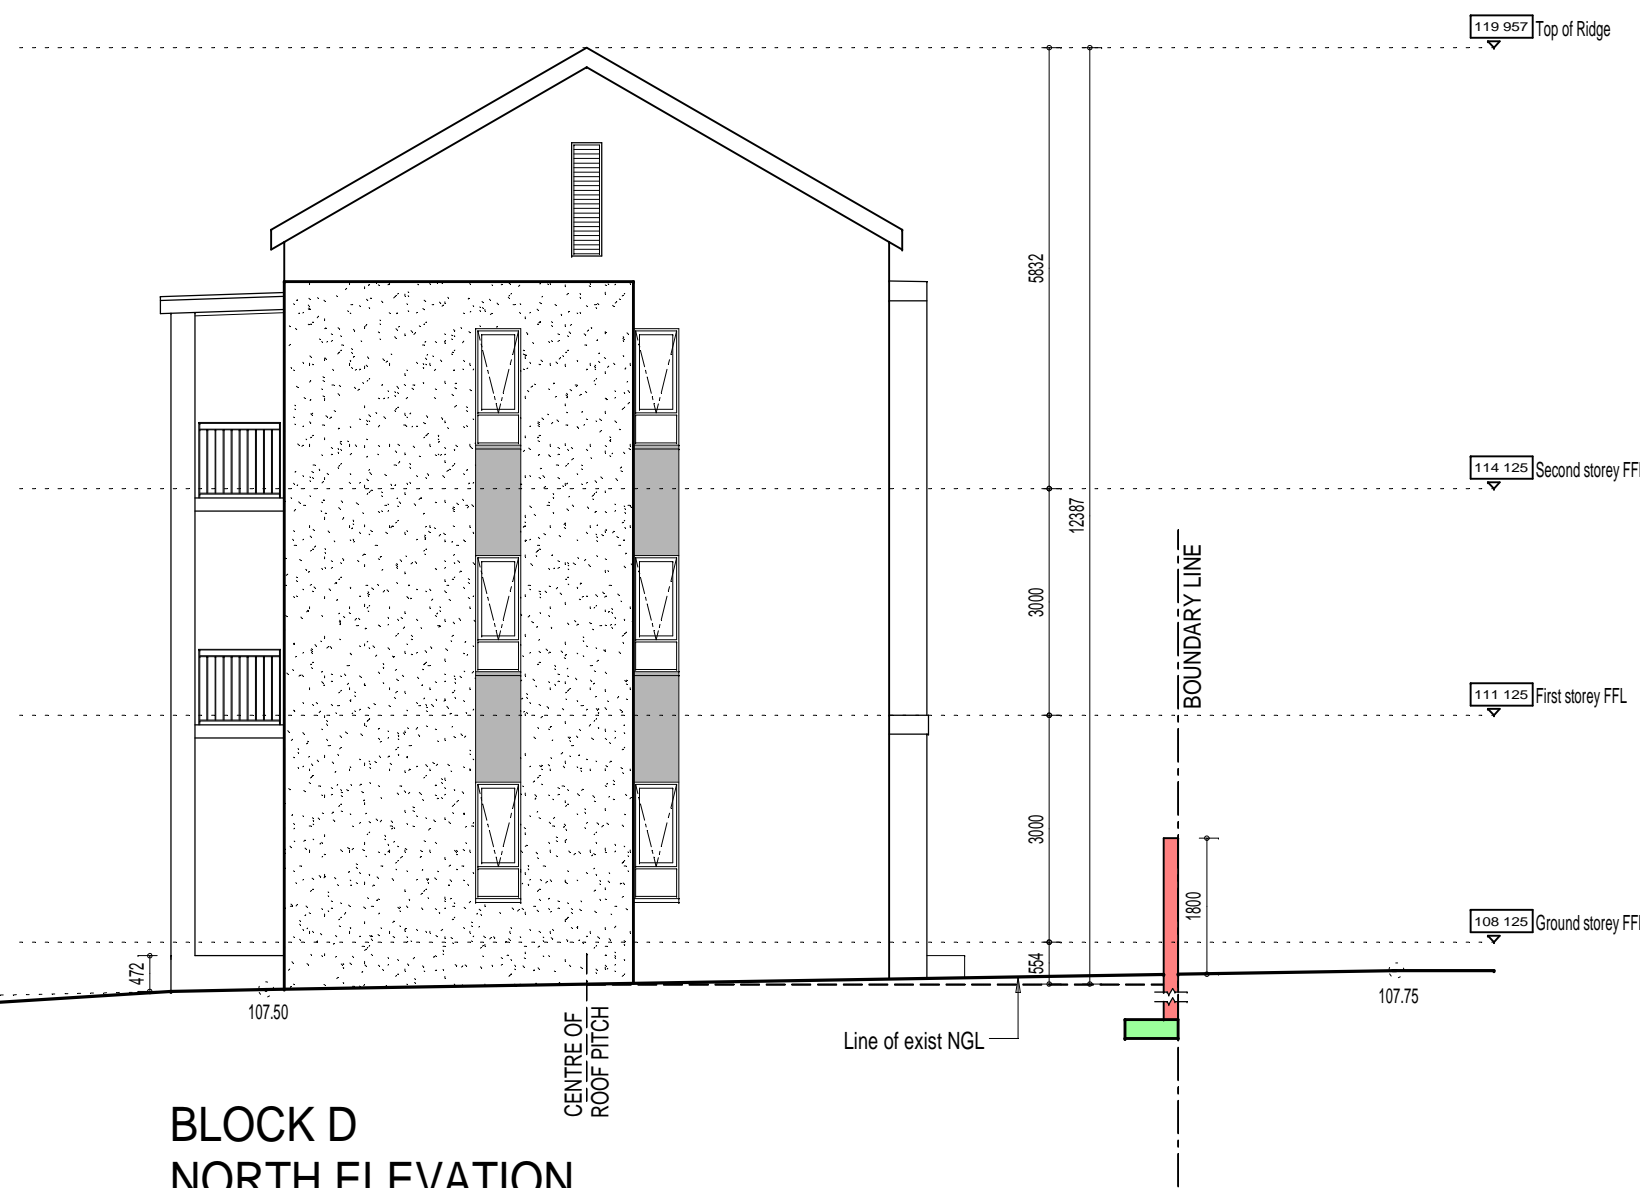 119 957 Top of Ridge
5832
114 125 Second storey FFL
12387
BOUNDARY LINE
3000
111 125 First storey FFL
3000
1800
108 125 Ground storey FFL
472
554
107.50
107.75
CENTRE OF
ROOF PITCH
Line of exist NGL
BLOCK D
NORTH ELEVATION